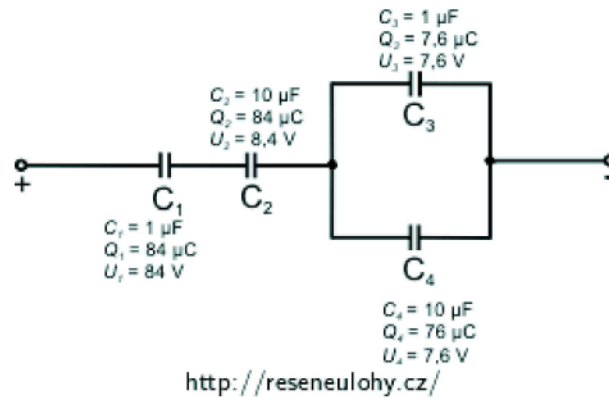 C₃ = 1 µF
Q₂ = 7,6 µC
U₃ = 7,6 V
C₃
C₂ = 10 µF
Q₂ = 84 µC
U₂ = 8,4 V
+
C₁
C₂
-
C₁ = 1 µF
Q₁ = 84 µC
U₁ = 84 V
C₄
C₄ = 10 µF
Q₄ = 76 µC
U₄ = 7,6 V
http://reseneulohy.cz/